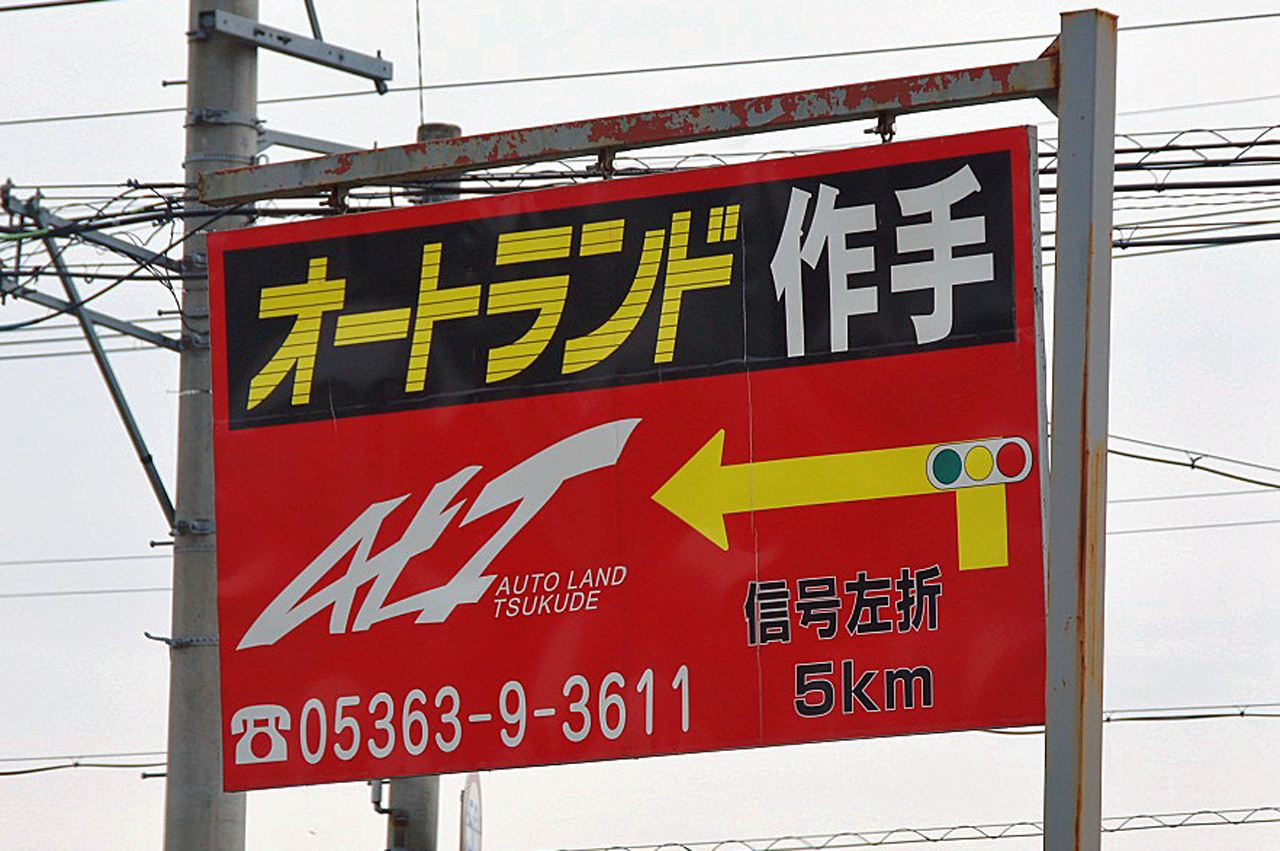 オートランド作手
ALT
AUTO LAND
TSUKUDE
信号左折
5km
☎05363-9-3611